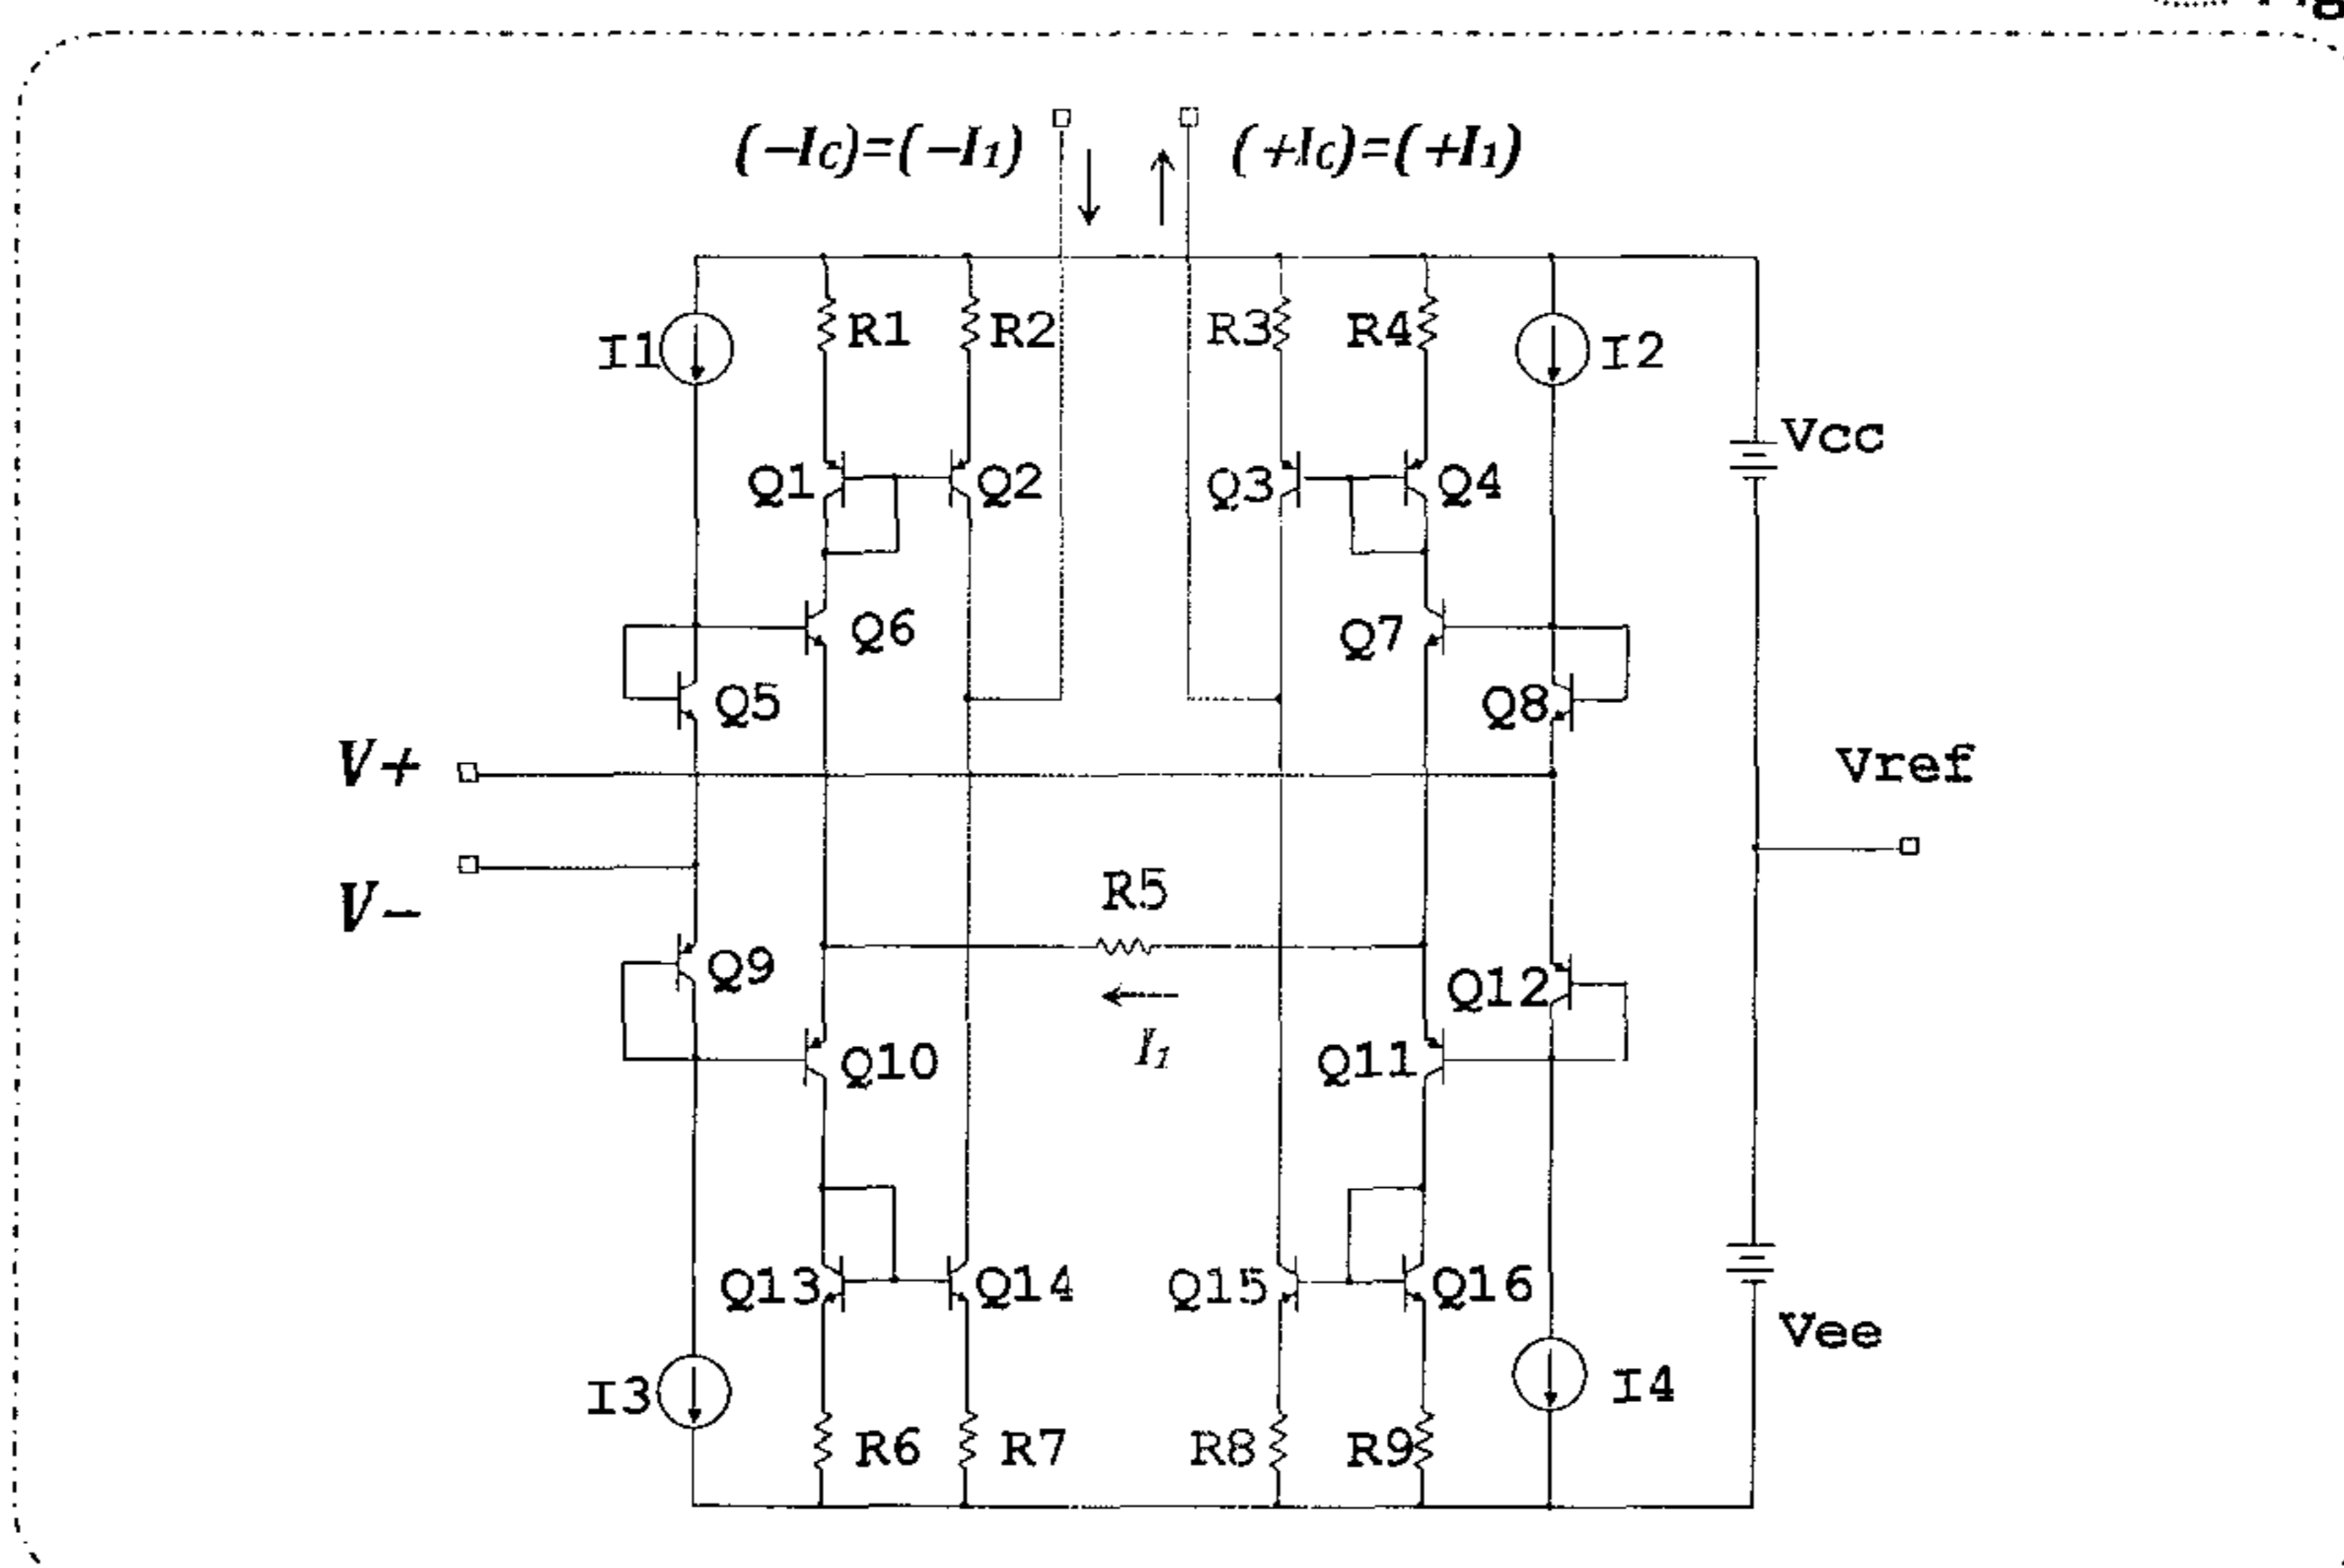 (−IC)=(−I1) (+IC)=(+I1)
I1 R1 R2 R3 R4 I2
Vcc
Q1 Q2 Q3 Q4
Q6 Q7
Q5 Q8
V+ Vref
V−
R5
Q9 Q12
I1
Q10 Q11
Q13 Q14 Q15 Q16
Vee
I3 I4
R6 R7 R8 R9